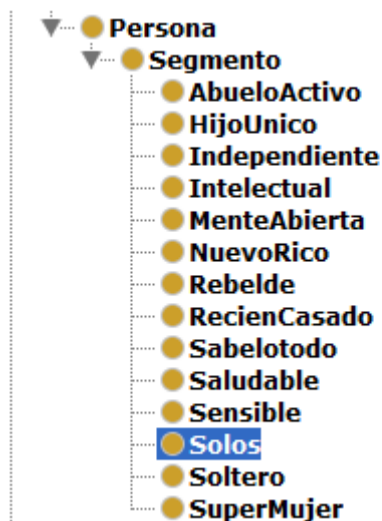 Persona
Segmento
AbueloActivo
HijoUnico
Independiente
Intelectual
MenteAbierta
NuevoRico
Rebelde
RecienCasado
Sabelotodo
Saludable
Sensible
Solos
Soltero
SuperMujer